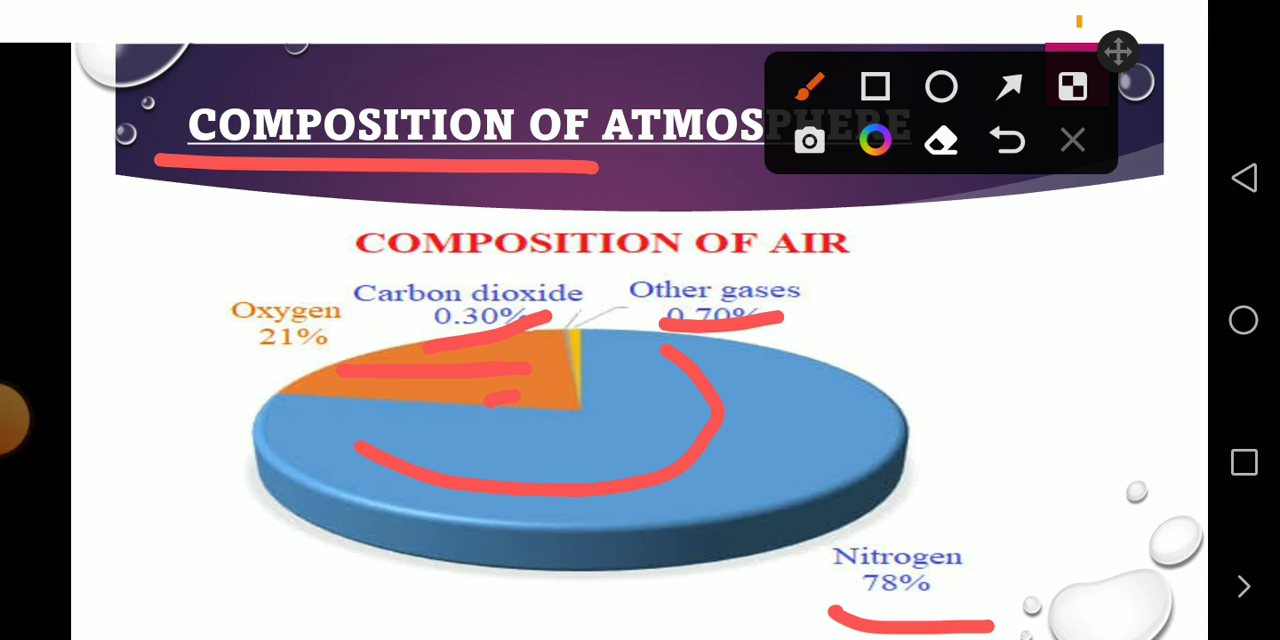 COMPOSITION OF ATMOSPHERE
COMPOSITION OF AIR
Carbon dioxide
0.30%
Other gases
0.70%
Oxygen
21%
Nitrogen
78%